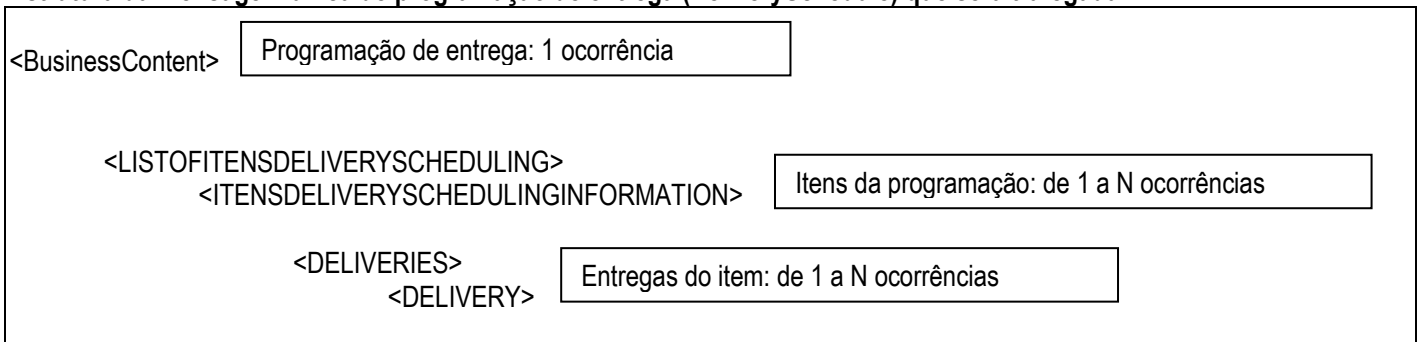 <BusinessContent> Programação de entrega: 1 ocorrência
<LISTOFITENSDELIVERYSCHEDULING>
<ITENSDELIVERYSCHEDULINGINFORMATION> Itens da programação: de 1 a N ocorrências
<DELIVERIES>
<DELIVERY> Entregas do item: de 1 a N ocorrências